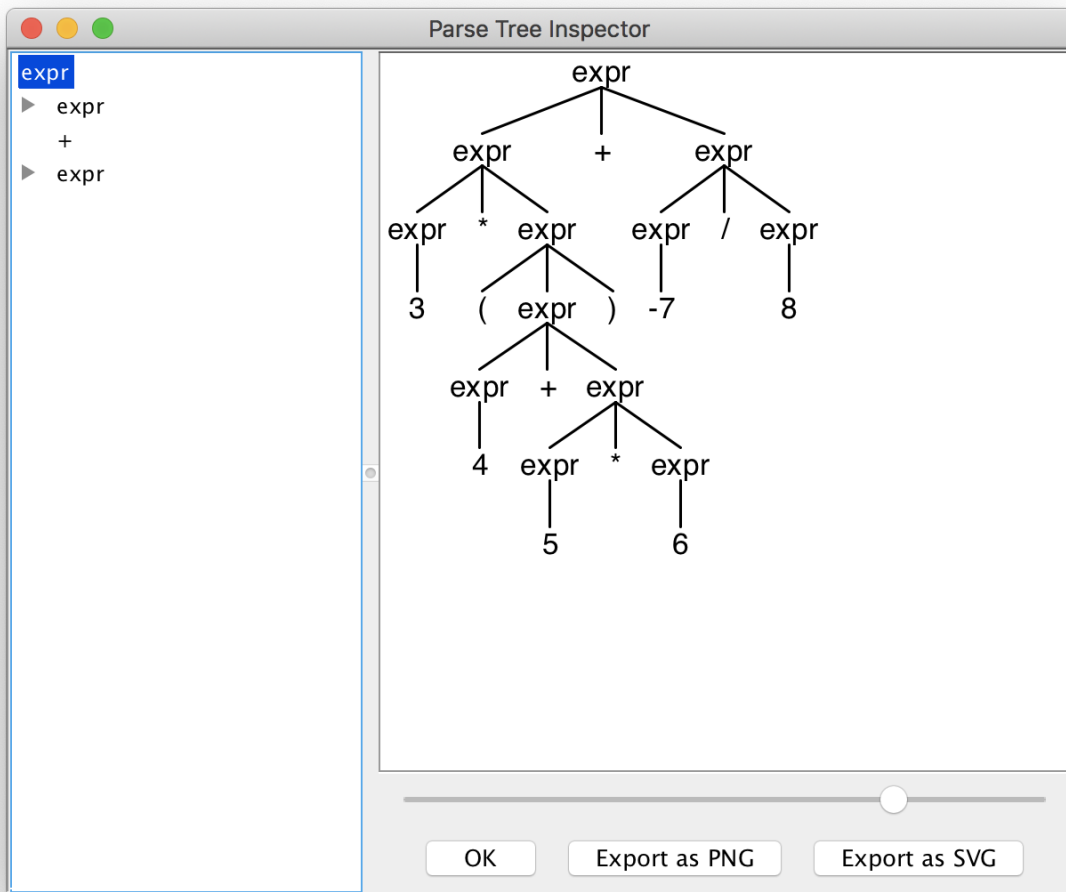 Parse Tree Inspector
expr
expr
+
expr
expr
expr + expr
expr * expr expr / expr
3 ( expr ) -7 8
expr + expr
4 expr * expr
5 6
OK Export as PNG Export as SVG